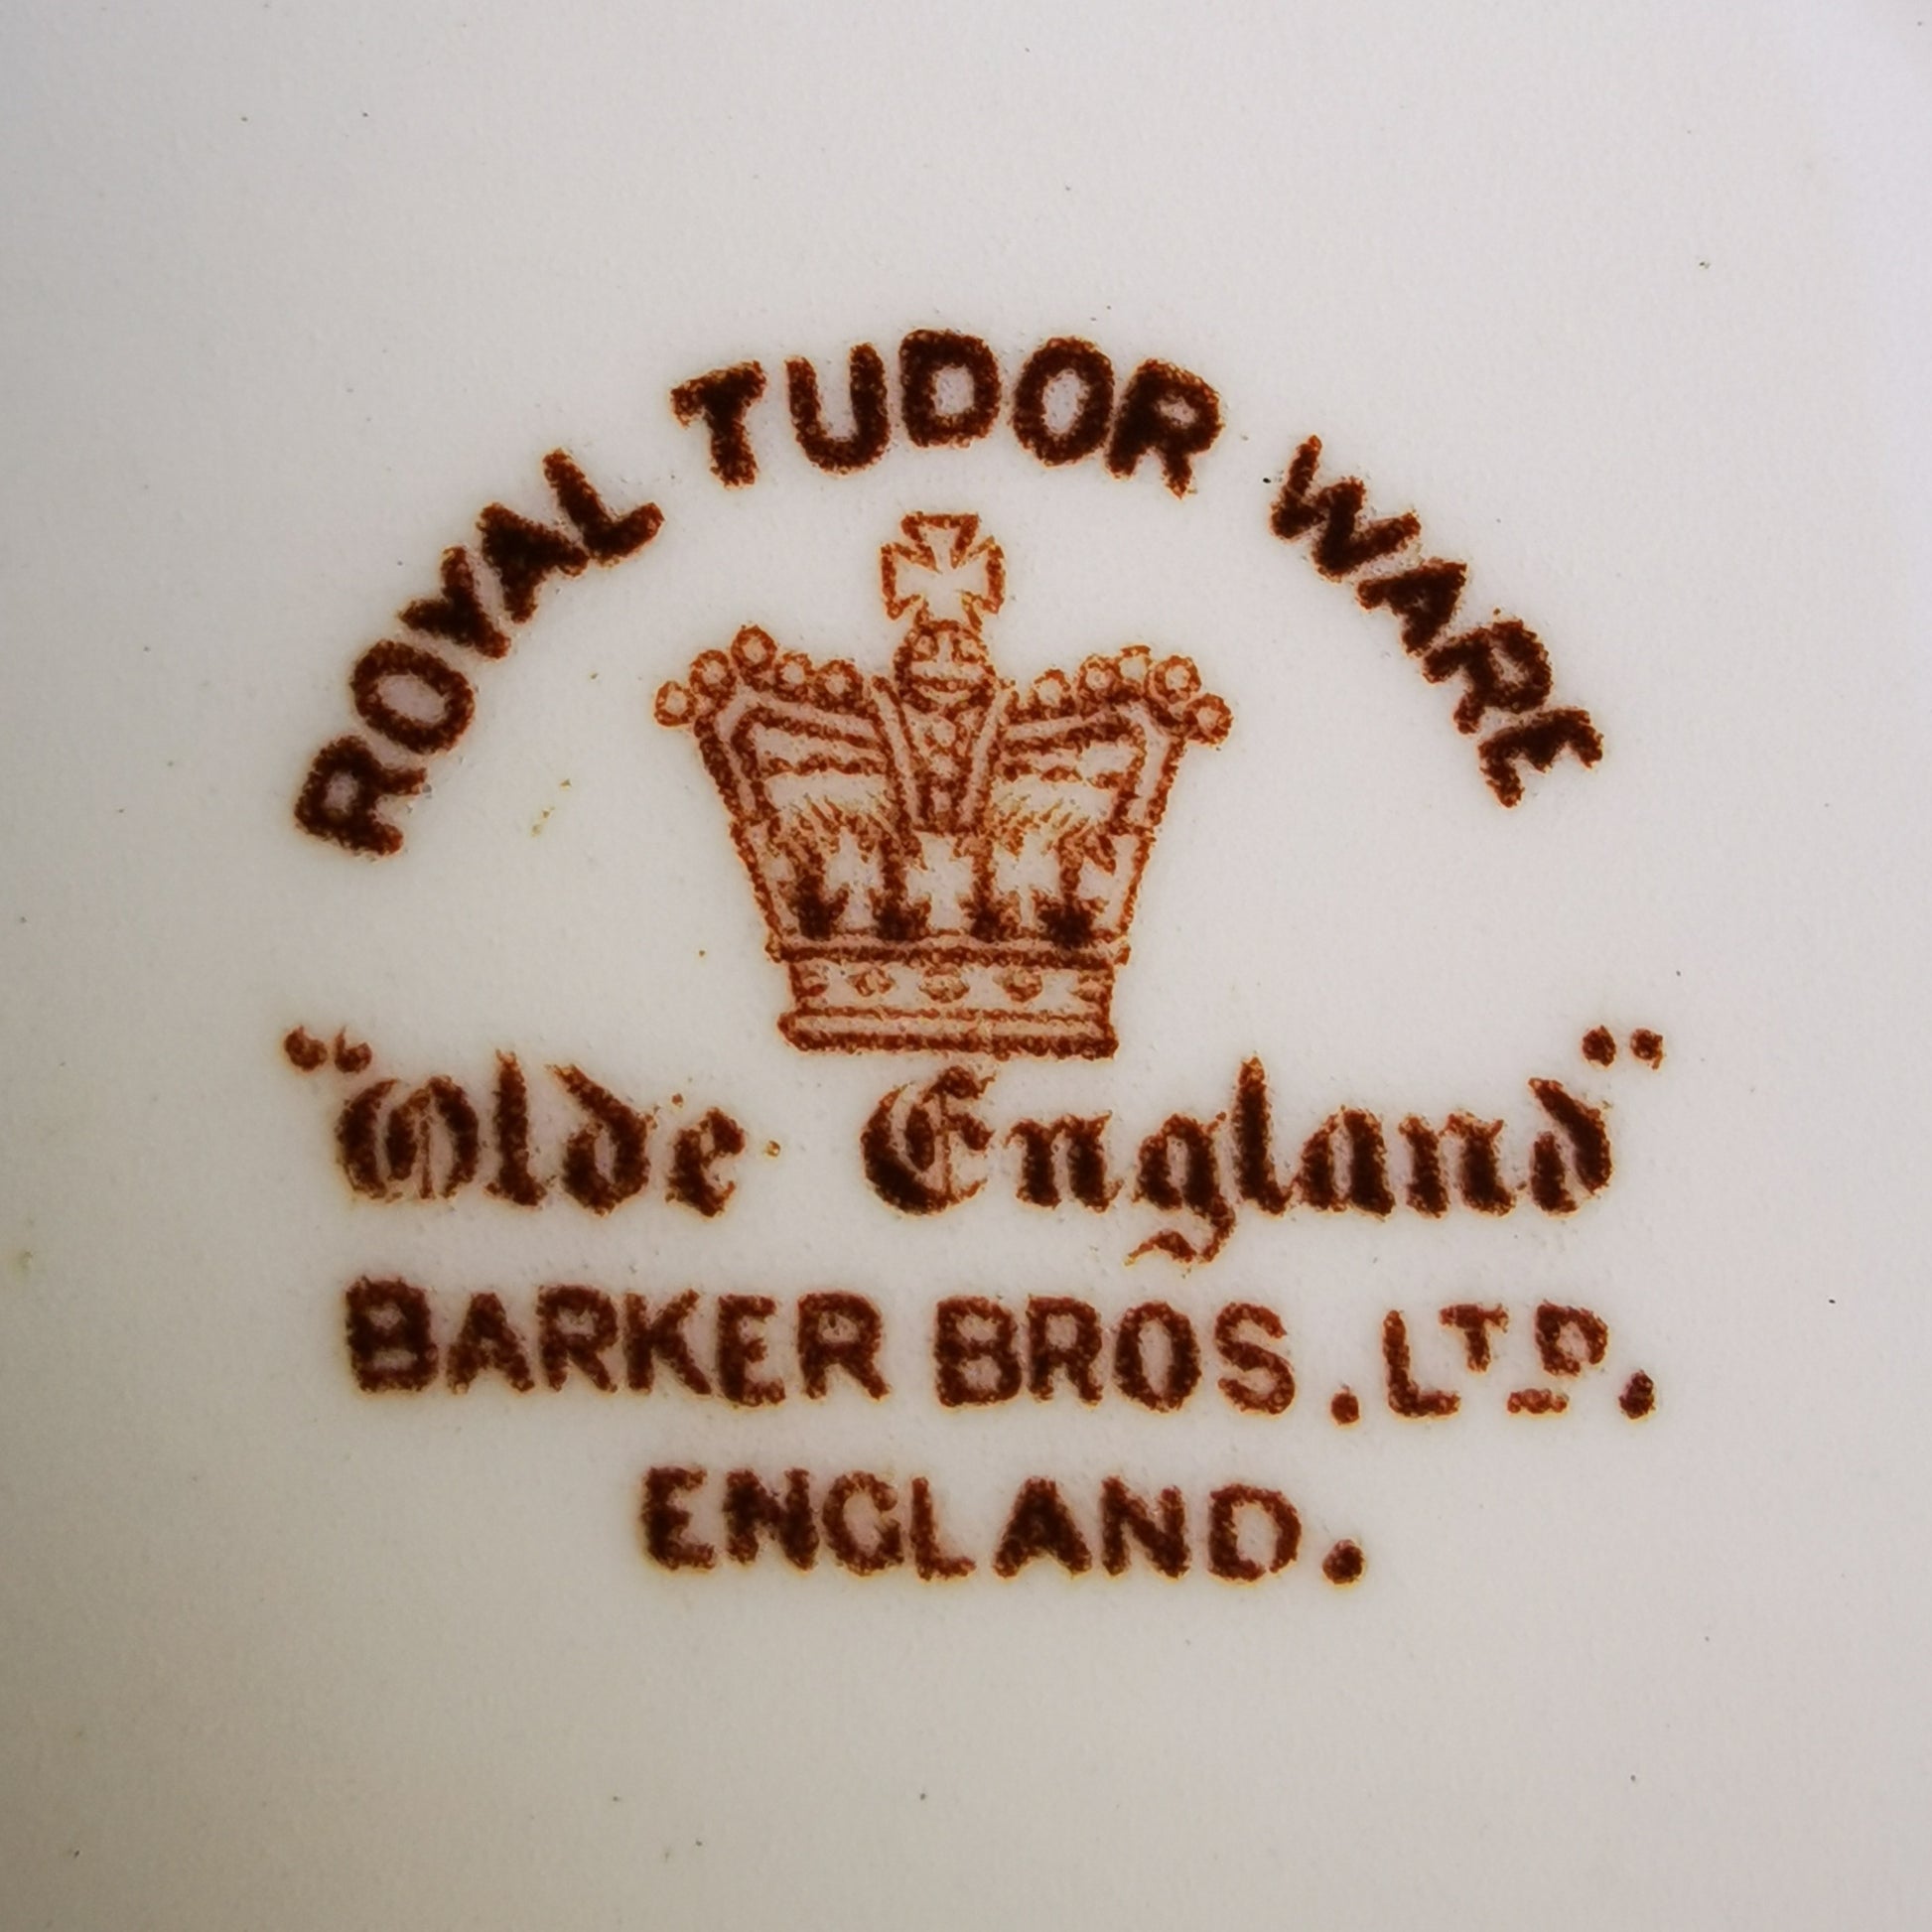 ROYAL TUDOR WARE
"Olde England"
BARKER BROS. LTD.
ENGLAND.